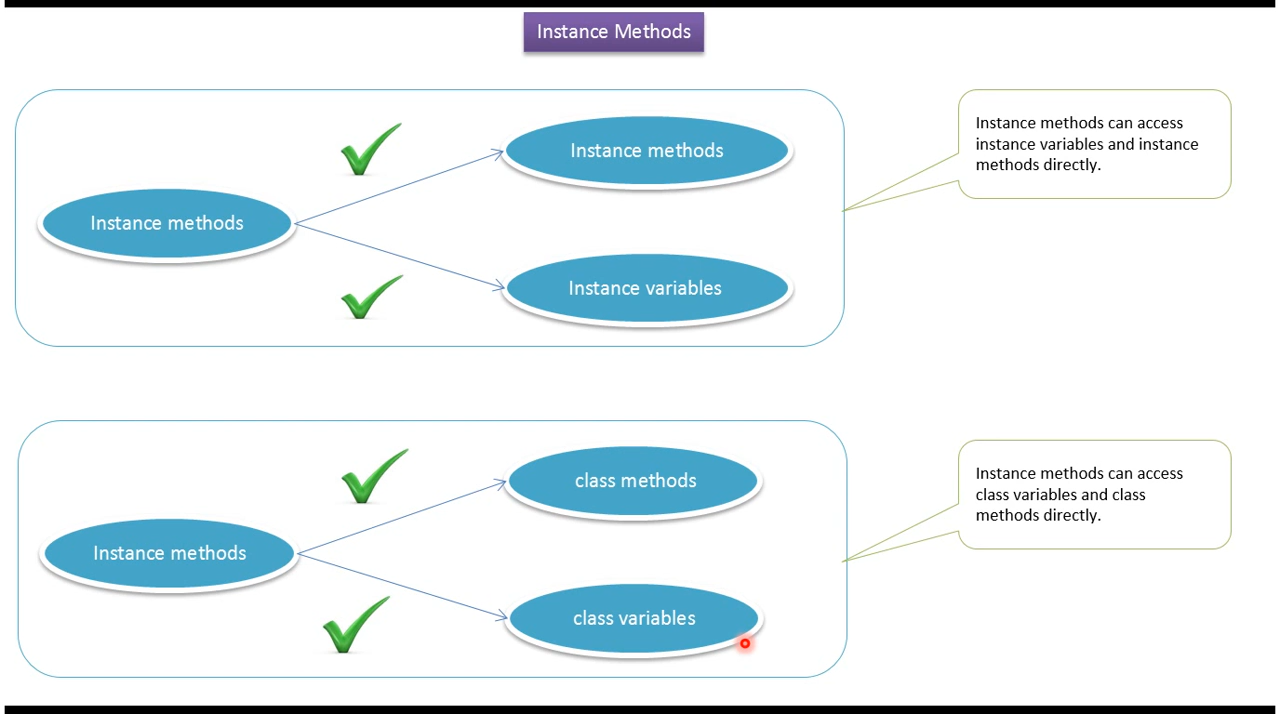 Instance Methods
Instance methods
Instance methods
Instance variables
Instance methods can access
instance variables and instance
methods directly.
Instance methods
class methods
class variables
Instance methods can access
class variables and class
methods directly.